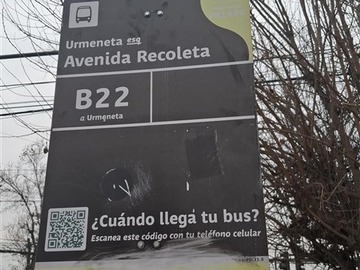 Urmeneta esq
Avenida Recoleta
B22
a Urmeneta
¿Cuándo llega tu bus?
Escanea este código con tu teléfono celular